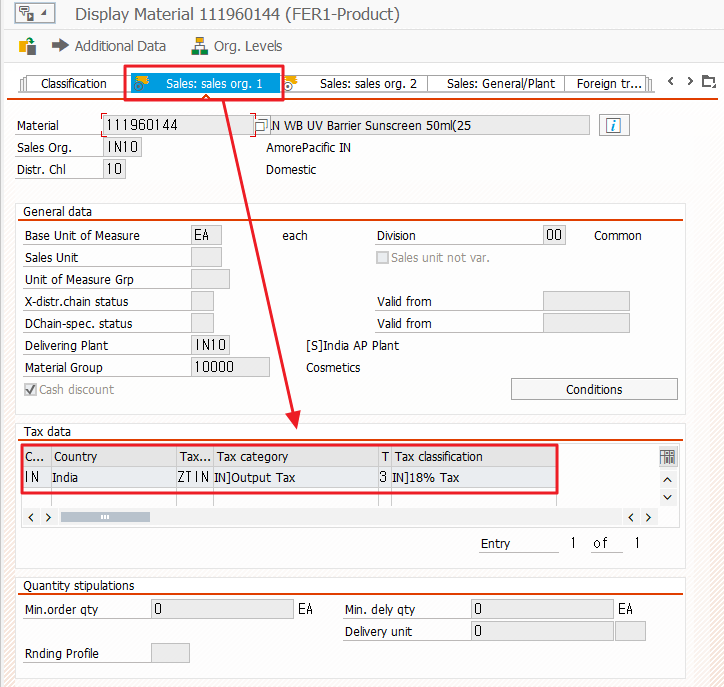 Display Material 111960144 (FER1-Product)
Additional Data Org. Levels
Classification Sales: sales org. 1 Sales: sales org. 2 Sales: General/Plant Foreign tr...
Material 111960144 .N WB UV Barrier Sunscreen 50ml(25
Sales Org. IN10 AmorePacific IN
Distr. Chl 10 Domestic
General data
Base Unit of Measure EA each Division 00 Common
Sales Unit Sales unit not var.
Unit of Measure Grp
X-distr.chain status Valid from
DChain-spec. status Valid from
Delivering Plant IN10 [S]India AP Plant
Material Group 10000 Cosmetics
Cash discount Conditions
Tax data
C... Country Tax... Tax category T Tax classification
IN India ZTIN IN]Output Tax 3 IN]18% Tax
Entry 1 of 1
Quantity stipulations
Min.order qty 0 EA Min. dely qty 0 EA
Delivery unit 0
Rnding Profile